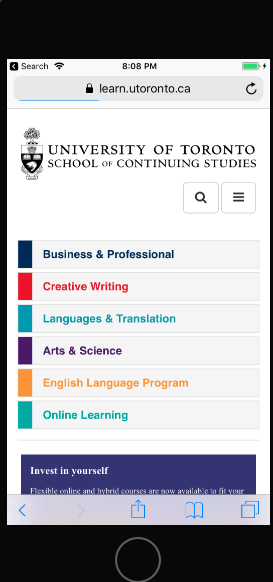 Search
8:08 PM
learn.utoronto.ca
UNIVERSITY OF TORONTO
SCHOOL OF CONTINUING STUDIES
Business & Professional
Creative Writing
Languages & Translation
Arts & Science
English Language Program
Online Learning
Invest in yourself
Flexible online and hybrid courses are now available to fit your